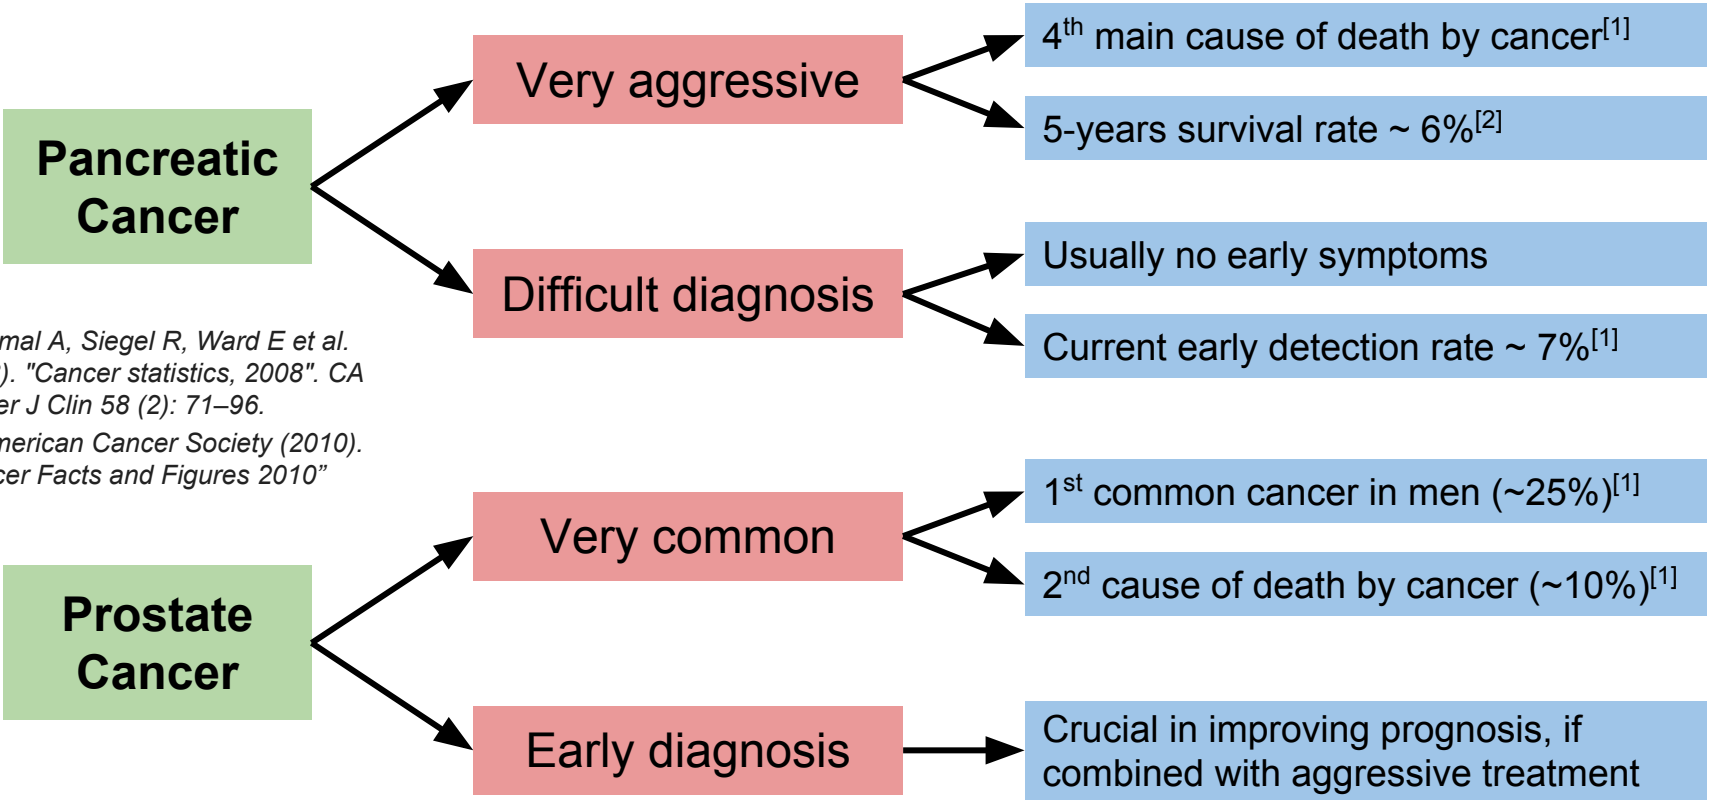 Pancreatic
Cancer
Very aggressive
4th main cause of death by cancer[1]
5-years survival rate ~ 6%[2]
Difficult diagnosis
Usually no early symptoms
Current early detection rate ~ 7%[1]
mal A, Siegel R, Ward E et al.
). "Cancer statistics, 2008". CA
er J Clin 58 (2): 71–96.
merican Cancer Society (2010).
cer Facts and Figures 2010”
Prostate
Cancer
Very common
1st common cancer in men (~25%)[1]
2nd cause of death by cancer (~10%)[1]
Early diagnosis
Crucial in improving prognosis, if
combined with aggressive treatment